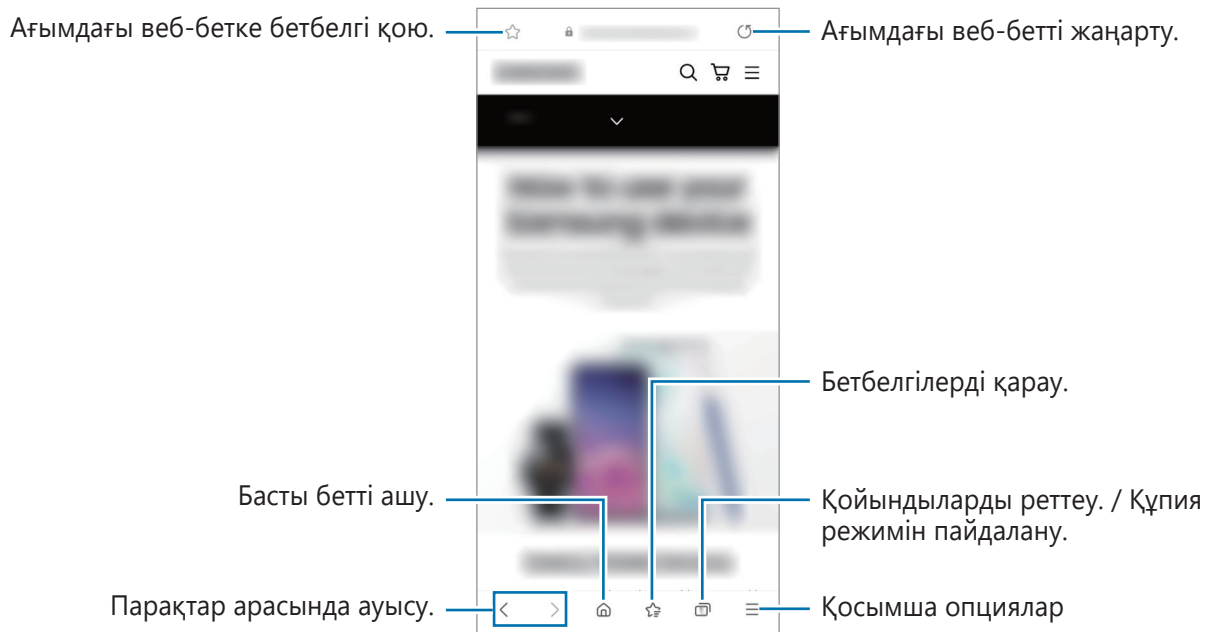 Ағымдағы веб-бетке бетбелгі қою.
Ағымдағы веб-бетті жаңарту.
Бетбелгілерді қарау.
Басты бетті ашу.
Қойындыларды реттеу. / Құпия
режимін пайдалану.
Парақтар арасында ауысу.
Қосымша опциялар